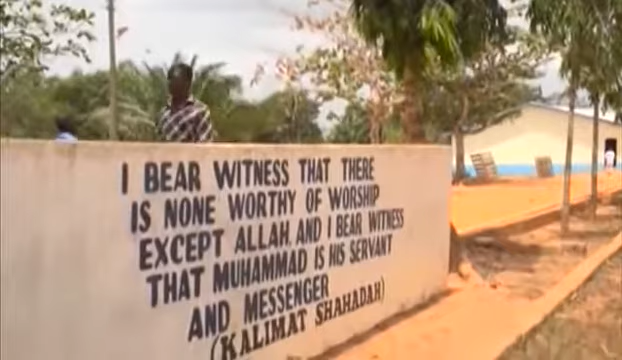 I BEAR WITNESS THAT THERE
IS NONE WORTHY OF WORSHIP
EXCEPT ALLAH, AND I BEAR WITNESS
THAT MUHAMMAD IS HIS SERVANT
AND MESSENGER
(KALIMAT SHAHADAH)